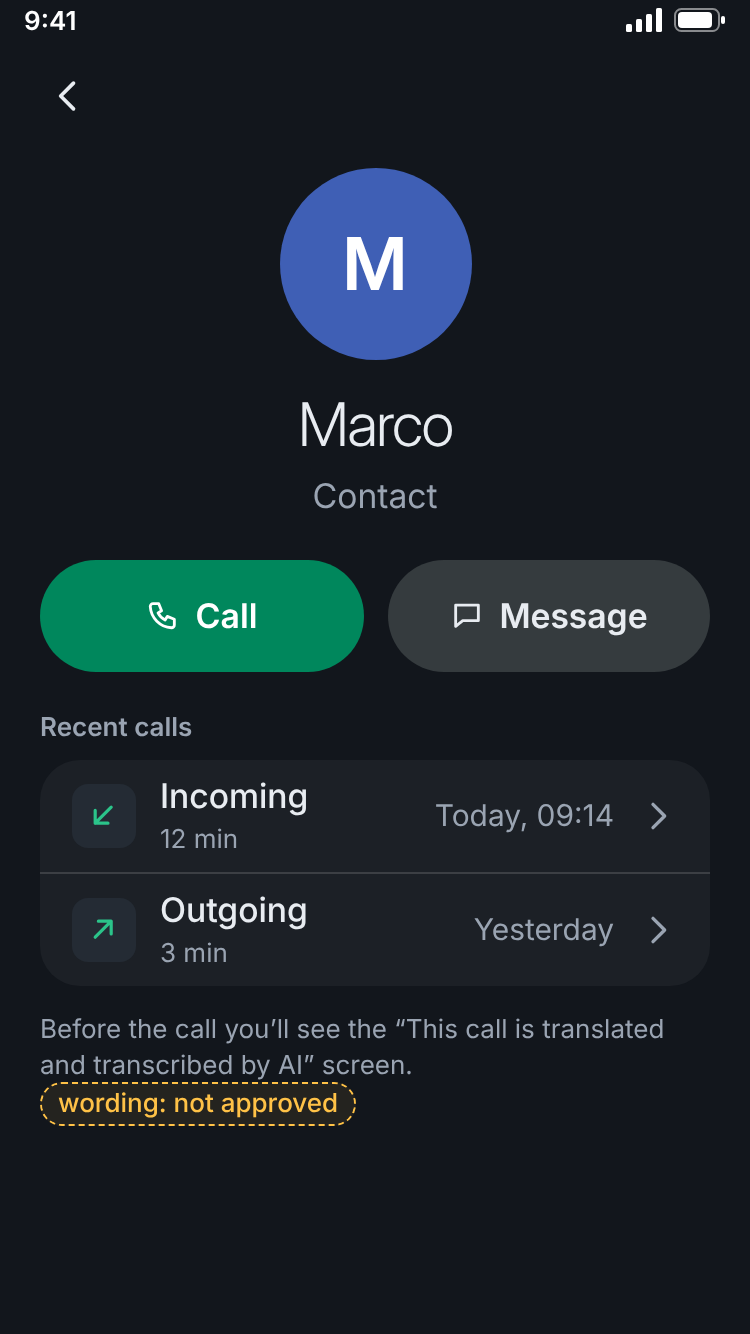 9:41
M
Marco
Contact
Call
Message
Recent calls
Incoming
12 min
Today, 09:14
Outgoing
3 min
Yesterday
Before the call you’ll see the “This call is translated
and transcribed by AI” screen.
wording: not approved